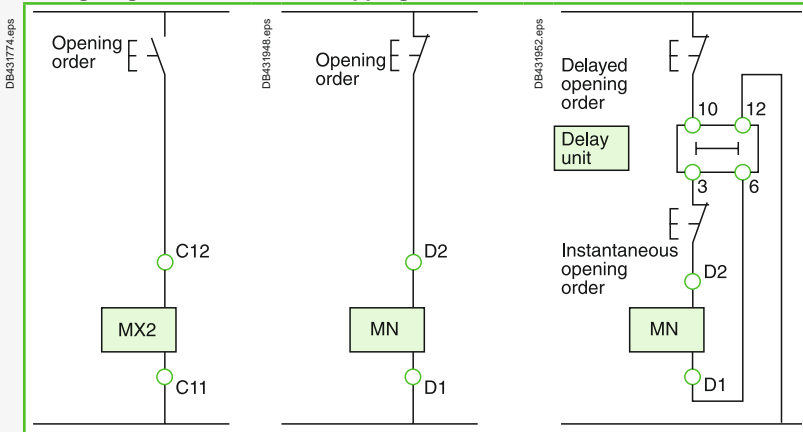 DB431774.eps
Opening
order
C12
MX2
C11
DB431948.eps
Opening
order
D2
MN
D1
DB431952.eps
Delayed
opening
order
10
12
Delay
unit
3
6
Instantaneous
opening
order
D2
MN
D1